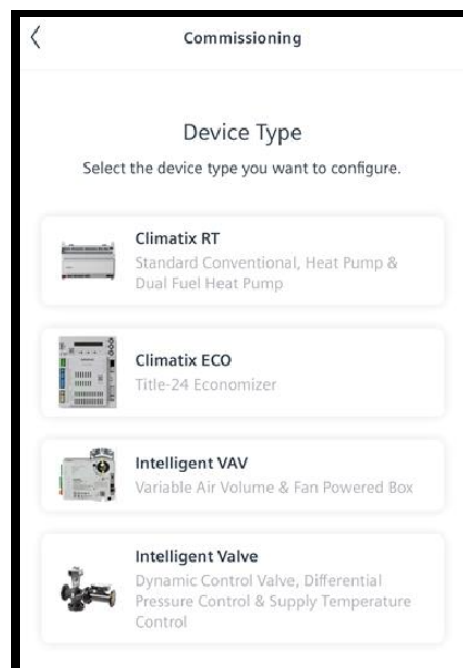 Commissioning
Device Type
Select the device type you want to configure.
Climatix RT
Standard Conventional, Heat Pump &
Dual Fuel Heat Pump
Climatix ECO
Title-24 Economizer
Intelligent VAV
Variable Air Volume & Fan Powered Box
Intelligent Valve
Dynamic Control Valve, Differential
Pressure Control & Supply Temperature
Control